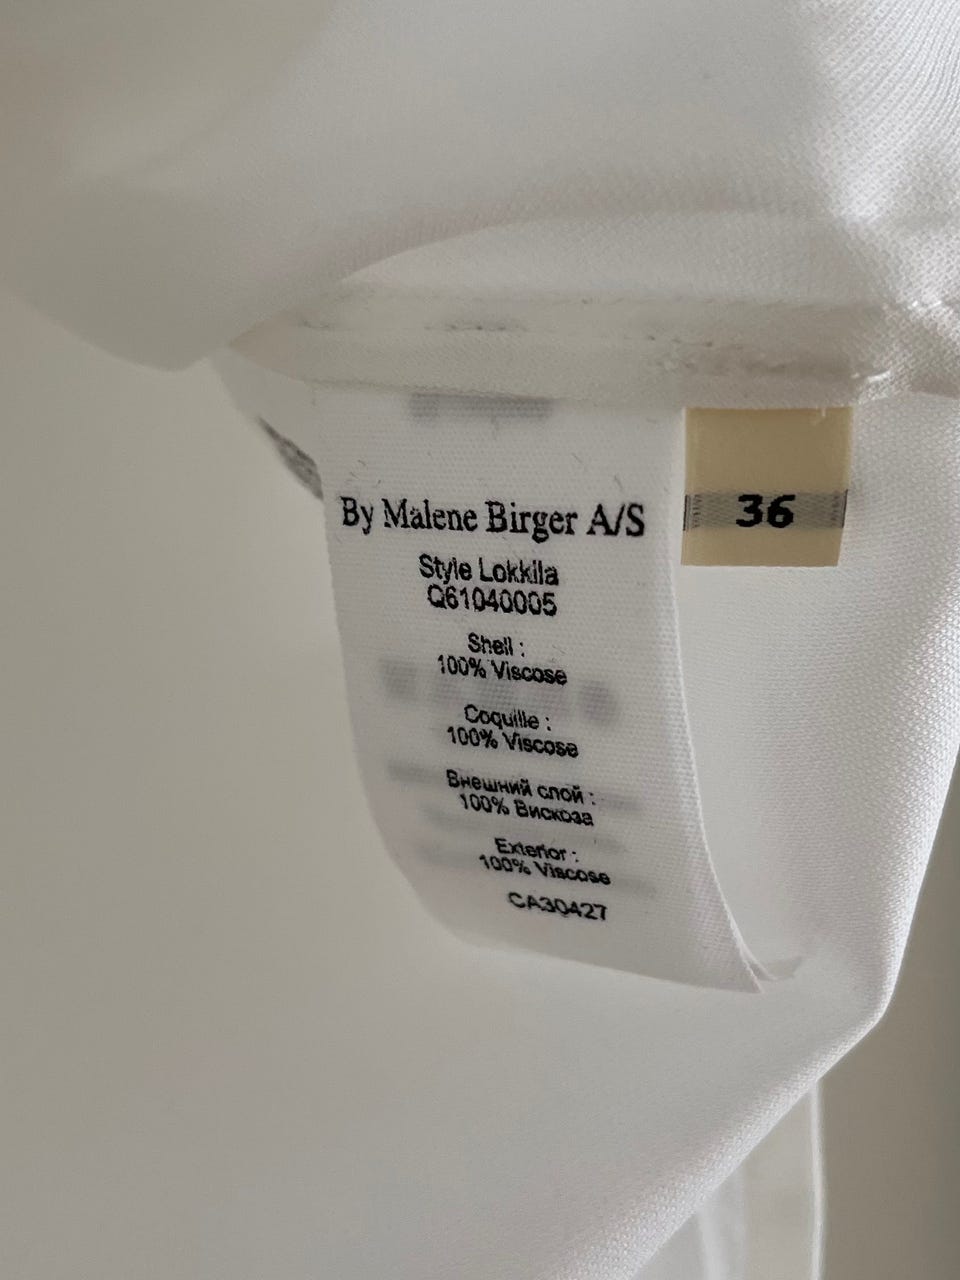 By Malene Birger A/S
36
Style Lokkila
Q61040005
Shell :
100% Viscose
Coquille :
100% Viscose
Внешний слой :
100% Вискоза
Exterior :
100% Viscose
CA30427